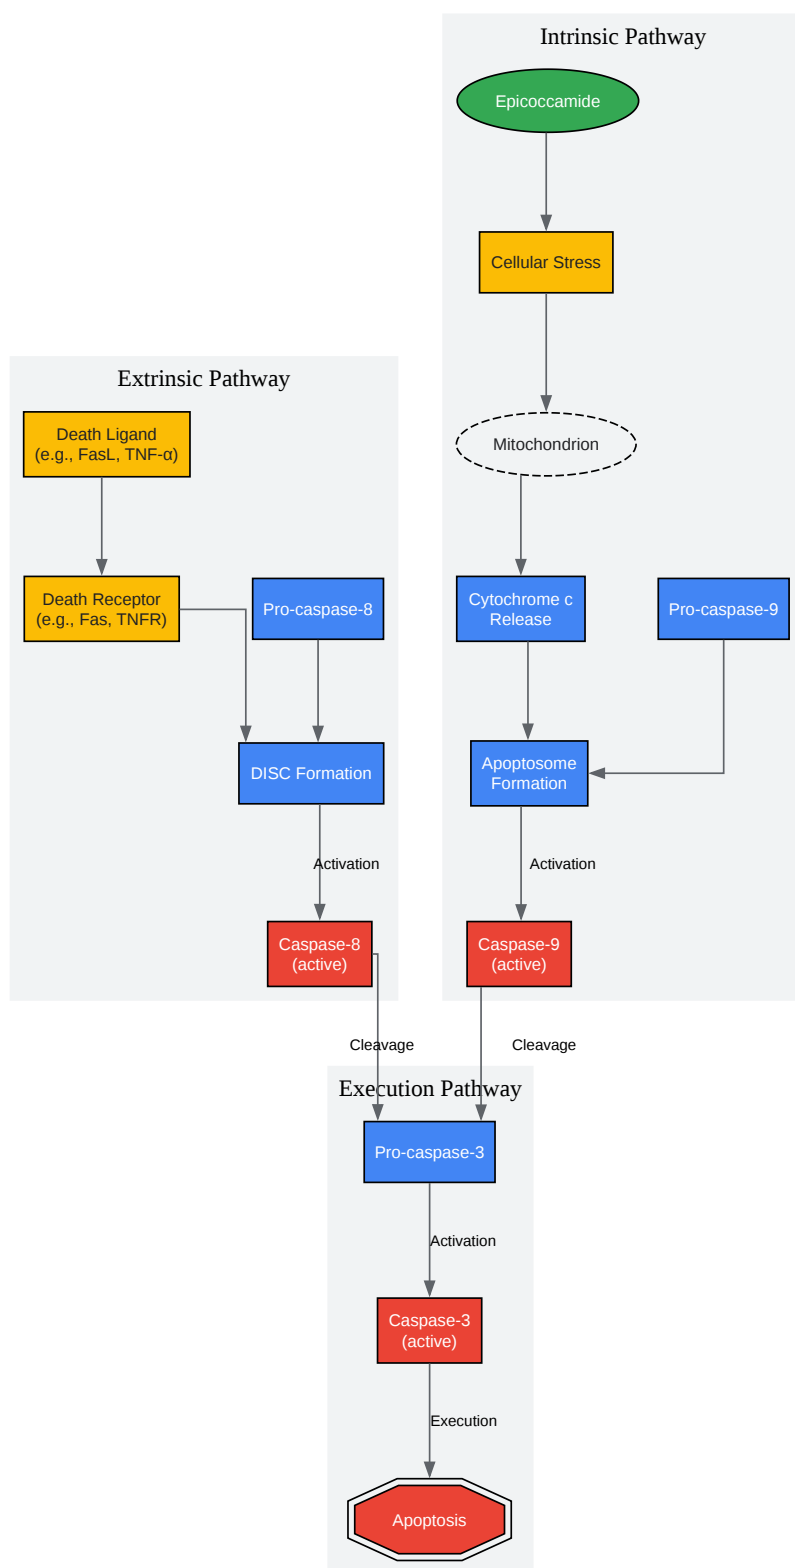 Intrinsic Pathway
Epicoccamide
Cellular Stress
Mitochondrion
Cytochrome c
Release
Pro-caspase-9
Apoptosome
Formation
Activation
Caspase-9
(active)
Cleavage
Extrinsic Pathway
Death Ligand
(e.g., FasL, TNF-α)
Death Receptor
(e.g., Fas, TNFR)
Pro-caspase-8
DISC Formation
Activation
Caspase-8
(active)
Cleavage
Execution Pathway
Pro-caspase-3
Activation
Caspase-3
(active)
Execution
Apoptosis